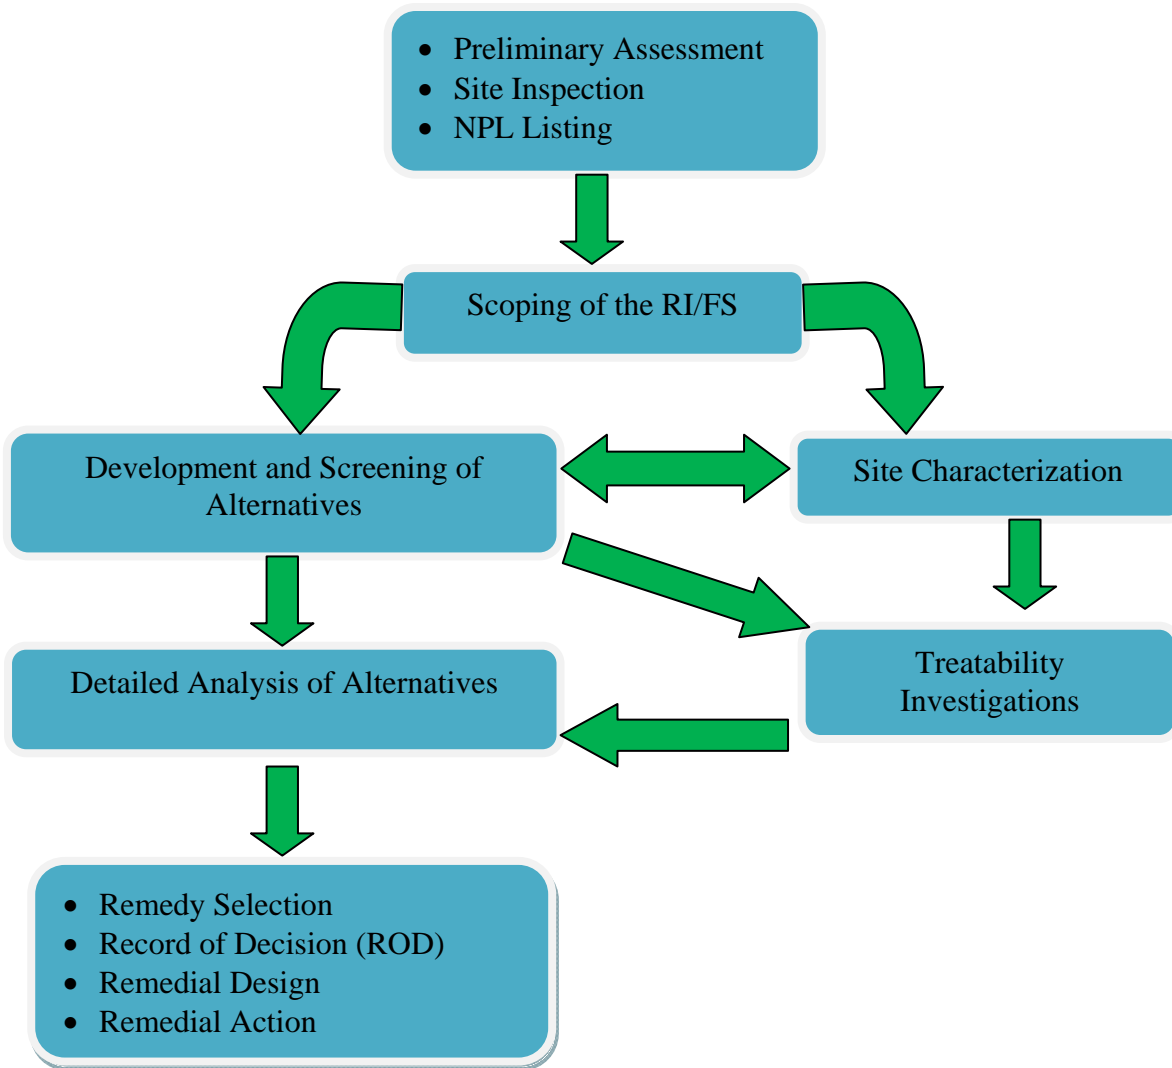 • Preliminary Assessment
• Site Inspection
• NPL Listing
Scoping of the RI/FS
Development and Screening of
Alternatives
Site Characterization
Detailed Analysis of Alternatives
Treatability
Investigations
• Remedy Selection
• Record of Decision (ROD)
• Remedial Design
• Remedial Action